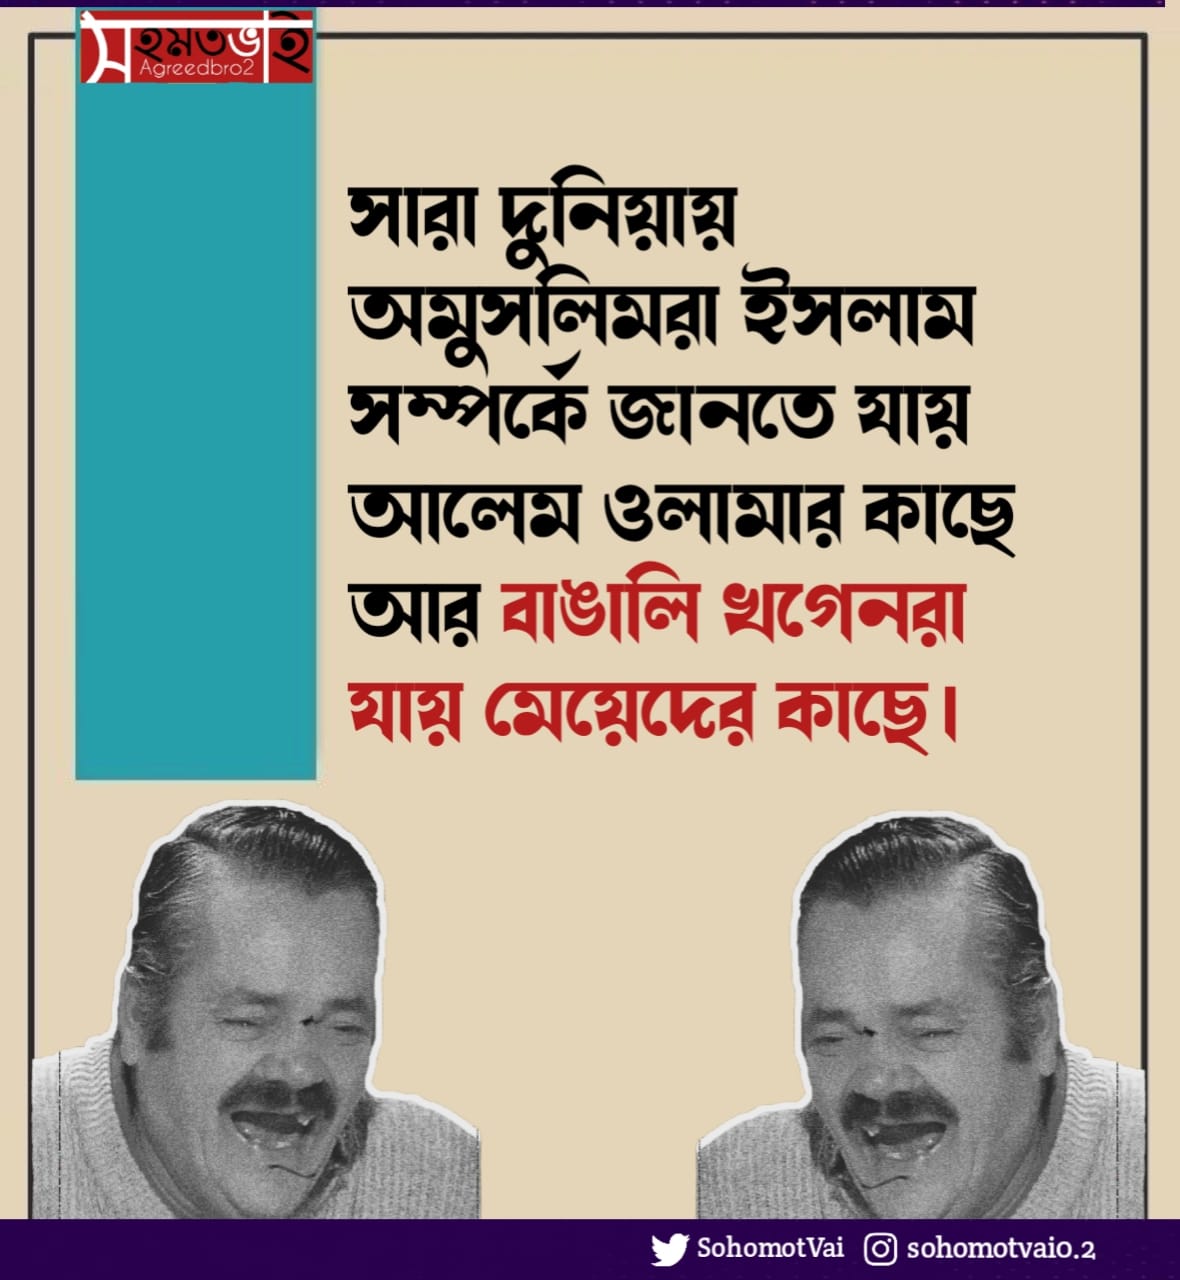 সহমতভাই
Agreedbro2
সারা দুনিয়ায়
অমুসলিমরা ইসলাম
সম্পর্কে জানতে যায়
আলেম ওলামার কাছে
আর বাঙালি খগেনরা
যায় মেয়েদের কাছে।
SohomotVai sohomotvaio.2